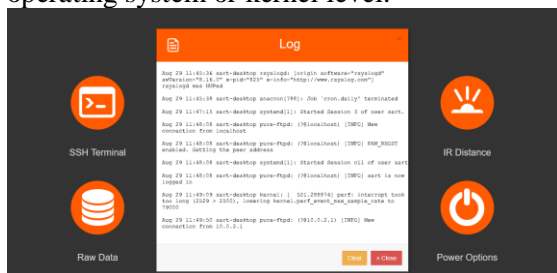 operating system or kernel level.
Log
Aug 29 11:45:36 sart-desktop rsyslogd: [origin software="rsyslogd"
swVersion="8.16.0" x-pid="825" x-info="http://www.rsyslog.com"]
rsyslogd was HUPed
Aug 29 11:45:39 sart-desktop anacron[788]: Job `cron.daily' terminated
Aug 29 11:47:15 sart-desktop systemd[1]: Started Session 3 of user sart.
Aug 29 11:48:08 sart-desktop pure-ftpd: (?@localhost) [INFO] New
connection from localhost
Aug 29 11:48:08 sart-desktop pure-ftpd: (?@localhost) [INFO] PAM_RHOST
enabled. Getting the peer address
Aug 29 11:48:08 sart-desktop systemd[1]: Started Session c11 of user sart
Aug 29 11:48:08 sart-desktop pure-ftpd: (?@localhost) [INFO] sart is now
logged in
Aug 29 11:49:09 sart-desktop kernel: [ 321.289874] perf: interrupt took
too long (2529 > 2500), lowering kernel.perf_event_max_sample_rate to
79000
Aug 29 11:49:50 sart-desktop pure-ftpd: (?@10.0.2.1) [INFO] New
connection from 10.0.2.1
Clear
× Close
SSH Terminal
IR Distance
Raw Data
Power Options